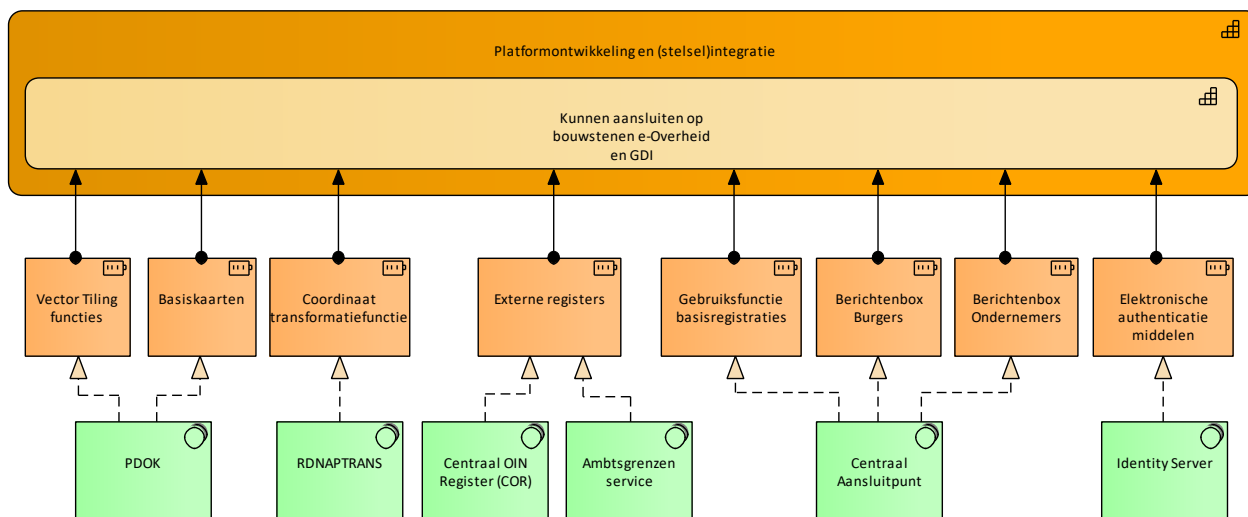 Platformontwikkeling en (stelsel)integratie
Kunnen aansluiten op
bouwstenen e-Overheid
en GDI
Vector Tiling
functies
Basiskaarten
Coordinaat
transformatiefunctie
Externe registers
Gebruiksfunctie
basisregistraties
Berichtenbox
Burgers
Berichtenbox
Ondernemers
Elektronische
authenticatie
middelen
PDOK
RDNAPTRANS
Centraal OIN
Register (COR)
Ambtsgrenzen
service
Centraal
Aansluitpunt
Identity Server